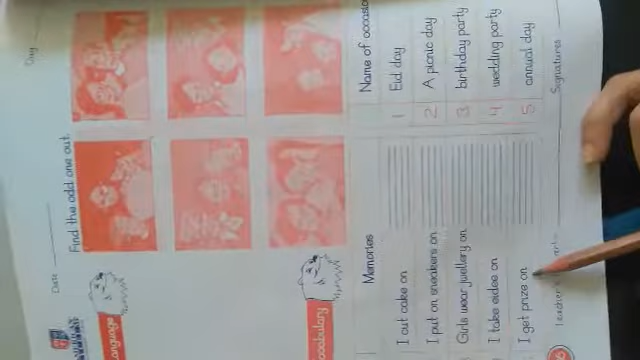 Date
Day
Language
Find the odd one out.
Vocabulary
Memories
Name of occasion
I cut cake on
1
Eid day
I put on sneakers on
2
A picnic day
Girls wear jewellery on
3
birthday party
I take eidee on
4
wedding party
I get prize on
5
annual day
Signatures